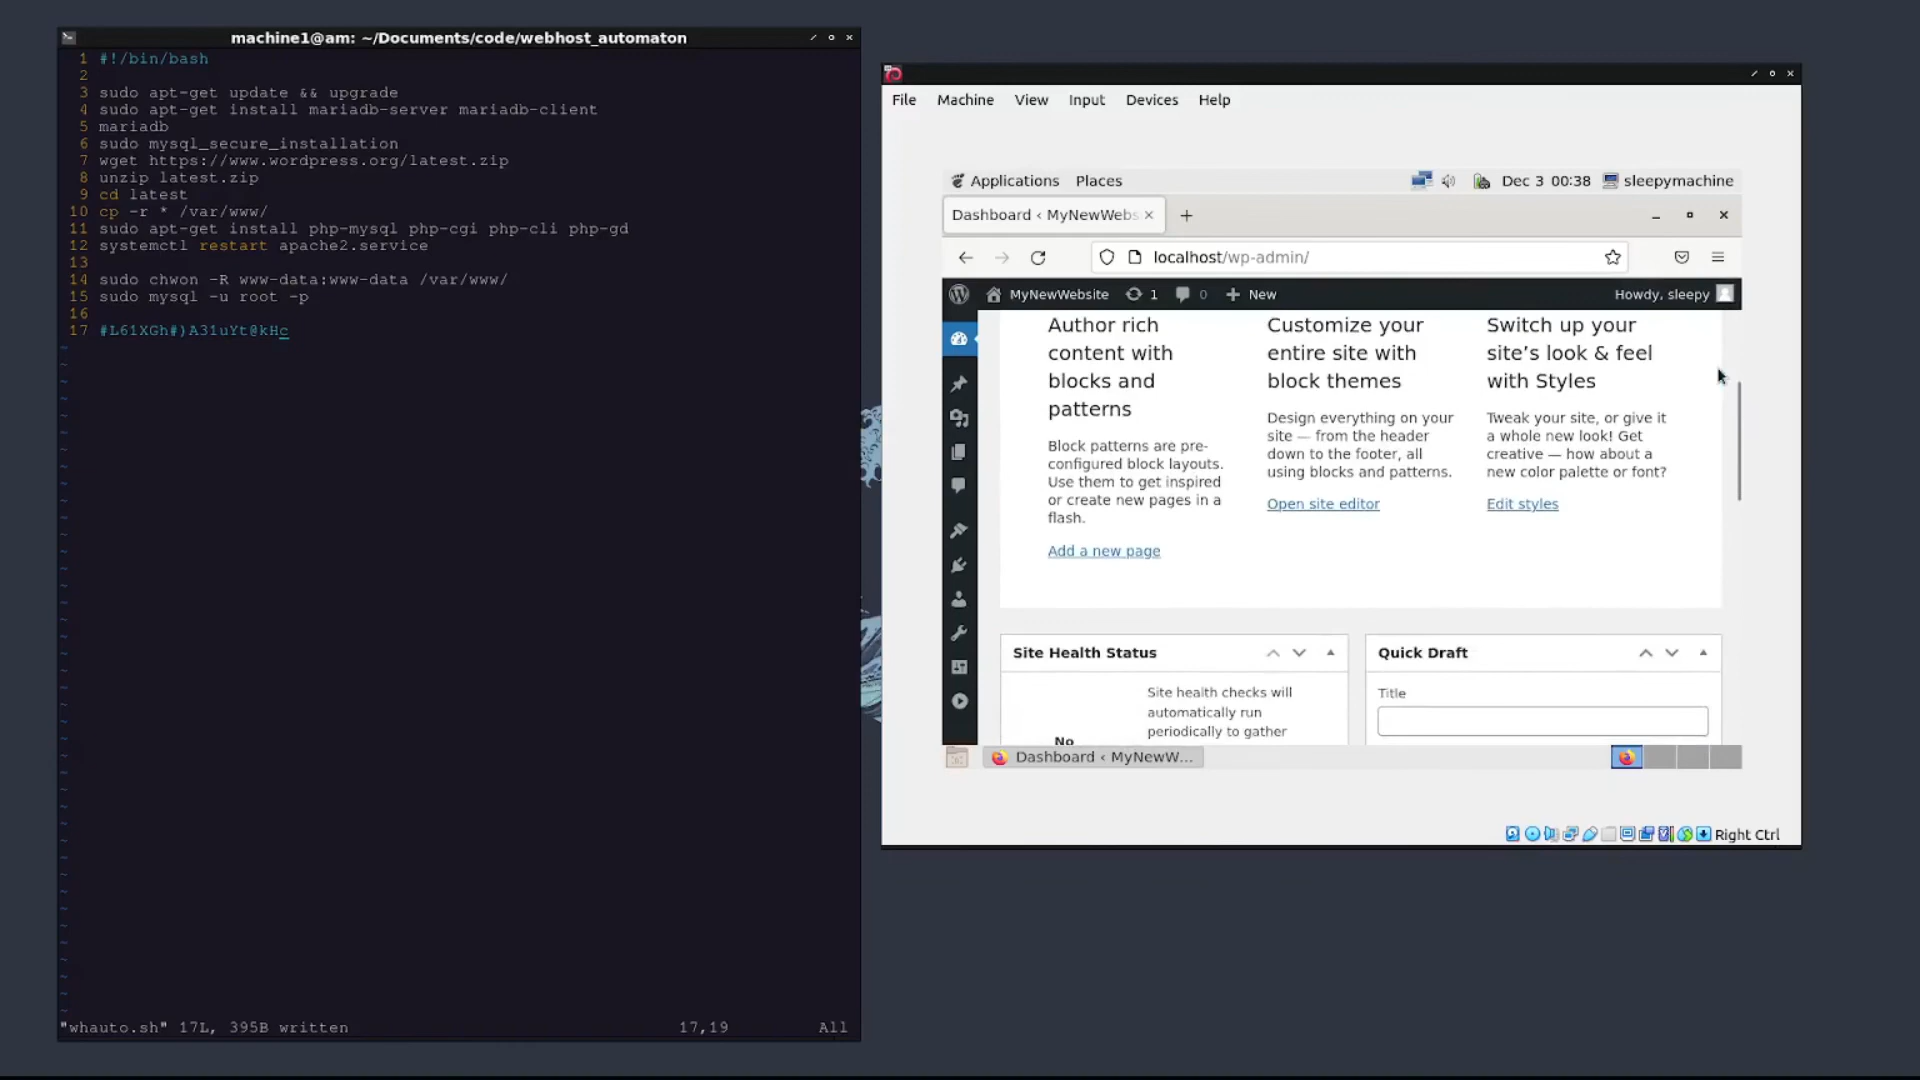 machine1@am: ~/Documents/code/webhost_automaton
1 #!/bin/bash
2
3 sudo apt-get update && upgrade
4 sudo apt-get install mariadb-server mariadb-client
5 mariadb
6 sudo mysql_secure_installation
7 wget https://www.wordpress.org/latest.zip
8 unzip latest.zip
9 cd latest
10 cp -r * /var/www/
11 sudo apt-get install php-mysql php-cgi php-cli php-gd
12 systemctl restart apache2.service
13
14 sudo chwon -R www-data:www-data /var/www/
15 sudo mysql -u root -p
16
17 #L61XGh#)A31uYt@kHc
"whauto.sh" 17L, 395B written 17,19 All
File Machine View Input Devices Help
Applications Places Dec 3 00:38 sleepymachine
Dashboard ‹ MyNewWebs
localhost/wp-admin/
MyNewWebsite 1 0 New Howdy, sleepy
Author rich
content with
blocks and
patterns
Block patterns are pre-
configured block layouts.
Use them to get inspired
or create new pages in a
flash.
Add a new page
Customize your
entire site with
block themes
Design everything on your
site — from the header
down to the footer, all
using blocks and patterns.
Open site editor
Switch up your
site’s look & feel
with Styles
Tweak your site, or give it
a whole new look! Get
creative — how about a
new color palette or font?
Edit styles
Site Health Status
Site health checks will
automatically run
periodically to gather
No
Quick Draft
Title
Dashboard ‹ MyNewW...
Right Ctrl